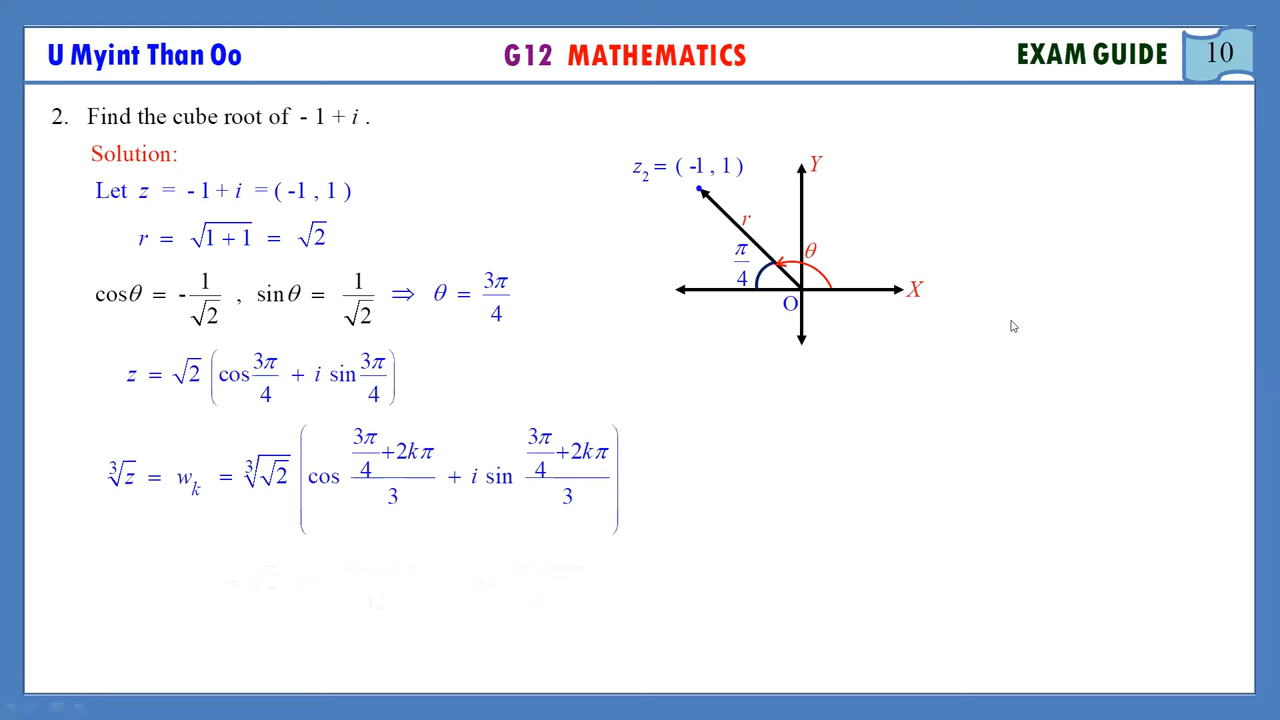 U Myint Than Oo G12 MATHEMATICS EXAM GUIDE 10
2. Find the cube root of - 1 + i .
Solution:
Let z = - 1 + i = ( -1 , 1 )
r = √(1 + 1) = √2
cosθ = - 1/√2 , sinθ = 1/√2 ⇒ θ = 3π/4
z = √2 ( cos 3π/4 + i sin 3π/4 )
∛z = w_k = ∛√2 ( cos (3π/4 +2kπ)/3 + i sin (3π/4 +2kπ)/3 )
z₂ = ( -1 , 1 )
Y
r
π/4
θ
X
O